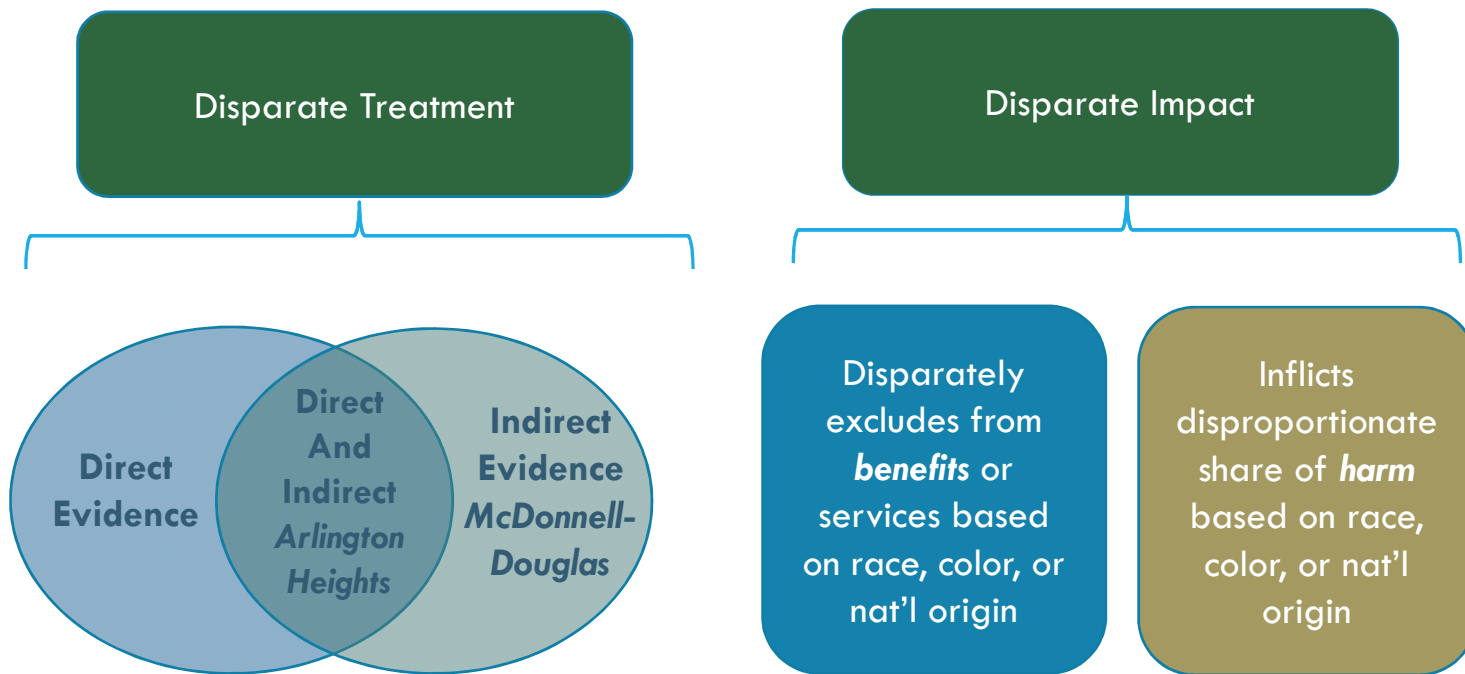 Disparate Treatment
Disparate Impact
Direct
Evidence
Direct
And
Indirect
Arlington
Heights
Indirect
Evidence
McDonnell-
Douglas
Disparately
excludes from
benefits or
services based
on race, color, or
nat’l origin
Inflicts
disproportionate
share of harm
based on race,
color, or nat’l
origin